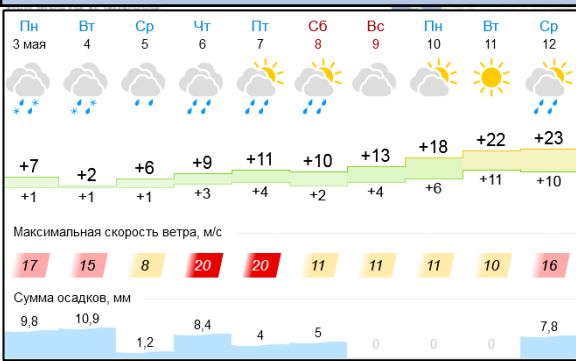 Пн Вт Ср Чт Пт Сб Вс Пн Вт Ср
3 мая 4 5 6 7 8 9 10 11 12
+7 +2 +6 +9 +11 +10 +13 +18 +22 +23
+1 +1 +1 +3 +4 +2 +4 +6 +11 +10
Максимальная скорость ветра, м/с
17 15 8 20 20 11 11 11 10 16
Сумма осадков, мм
9,8 10,9 1,2 8,4 4 5 0 0 0 7,8